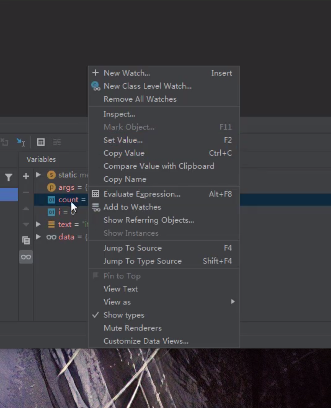 New Watch... Insert
New Class Level Watch...
Remove All Watches
Inspect...
Mark Object... F11
Set Value... F2
Copy Value Ctrl+C
Compare Value with Clipboard
Copy Name
Evaluate Expression... Alt+F8
Add to Watches
Show Referring Objects...
Show Instances
Jump To Source F4
Jump To Type Source Shift+F4
Pin to Top
View Text
View as
Show types
Mute Renderers
Customize Data Views...
Variables
static
args = {
count =
i = 0
text = "
data = {